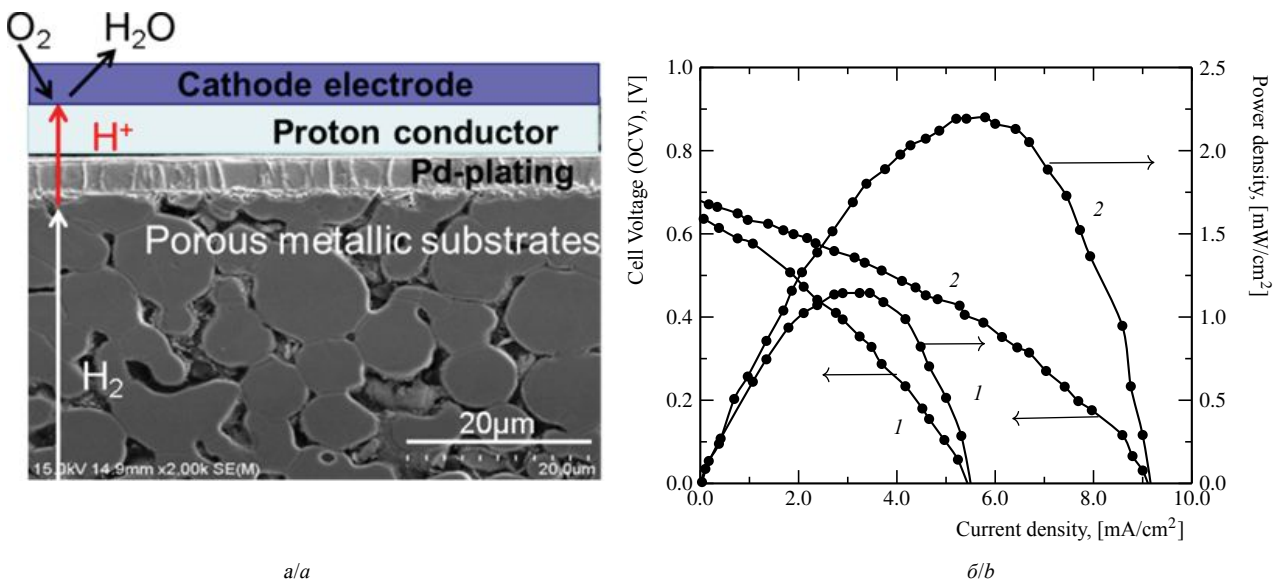 O₂
H₂O
Cathode electrode
H⁺
Proton conductor
Pd-plating
Porous metallic substrates
H₂
20μm
15.0kV 14.9mm x2.00k SE(M)
20.0um
a/a
Cell Voltage (OCV), [V]
1.0
0.8
0.6
0.4
0.2
0.0
0.0
2.0
4.0
6.0
8.0
10.0
Current density, [mA/cm²]
2.5
2.0
1.5
1.0
0.5
0.0
Power density, [mW/cm²]
2
2
1
1
б/b